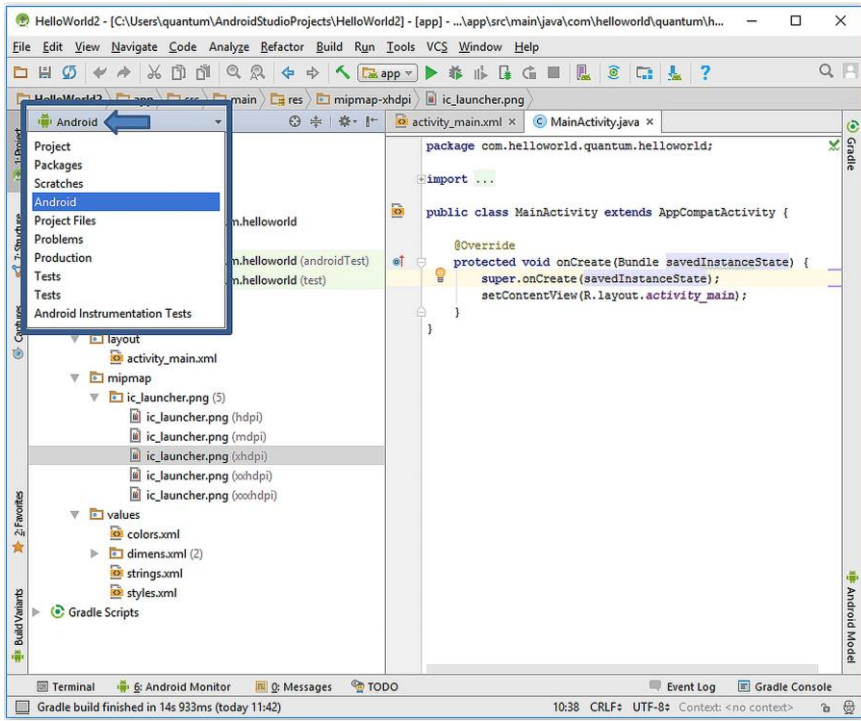 HelloWorld2 - [C:\Users\quantum\AndroidStudioProjects\HelloWorld2] - [app] - ...\app\src\main\java\com\helloworld\quantum\h...
File Edit View Navigate Code Analyze Refactor Build Run Tools VCS Window Help
app
HelloWorld2 app src main res mipmap-xhdpi ic_launcher.png
Android
activity_main.xml MainActivity.java
Project
Packages
Scratches
Android
Project Files
Problems
Production
Tests
Tests
Android Instrumentation Tests
m.helloworld
m.helloworld (androidTest)
m.helloworld (test)
layout
activity_main.xml
mipmap
ic_launcher.png (5)
ic_launcher.png (hdpi)
ic_launcher.png (mdpi)
ic_launcher.png (xhdpi)
ic_launcher.png (xxhdpi)
ic_launcher.png (xxxhdpi)
values
colors.xml
dimens.xml (2)
strings.xml
styles.xml
Gradle Scripts
package com.helloworld.quantum.helloworld;
import ...
public class MainActivity extends AppCompatActivity {
@Override
protected void onCreate(Bundle savedInstanceState) {
super.onCreate(savedInstanceState);
setContentView(R.layout.activity_main);
}
}
1: Project
7: Structure
Captures
2: Favorites
Build Variants
Gradle
Android Model
Terminal 6: Android Monitor 0: Messages TODO Event Log Gradle Console
Gradle build finished in 14s 933ms (today 11:42) 10:38 CRLF UTF-8 Context: <no context>